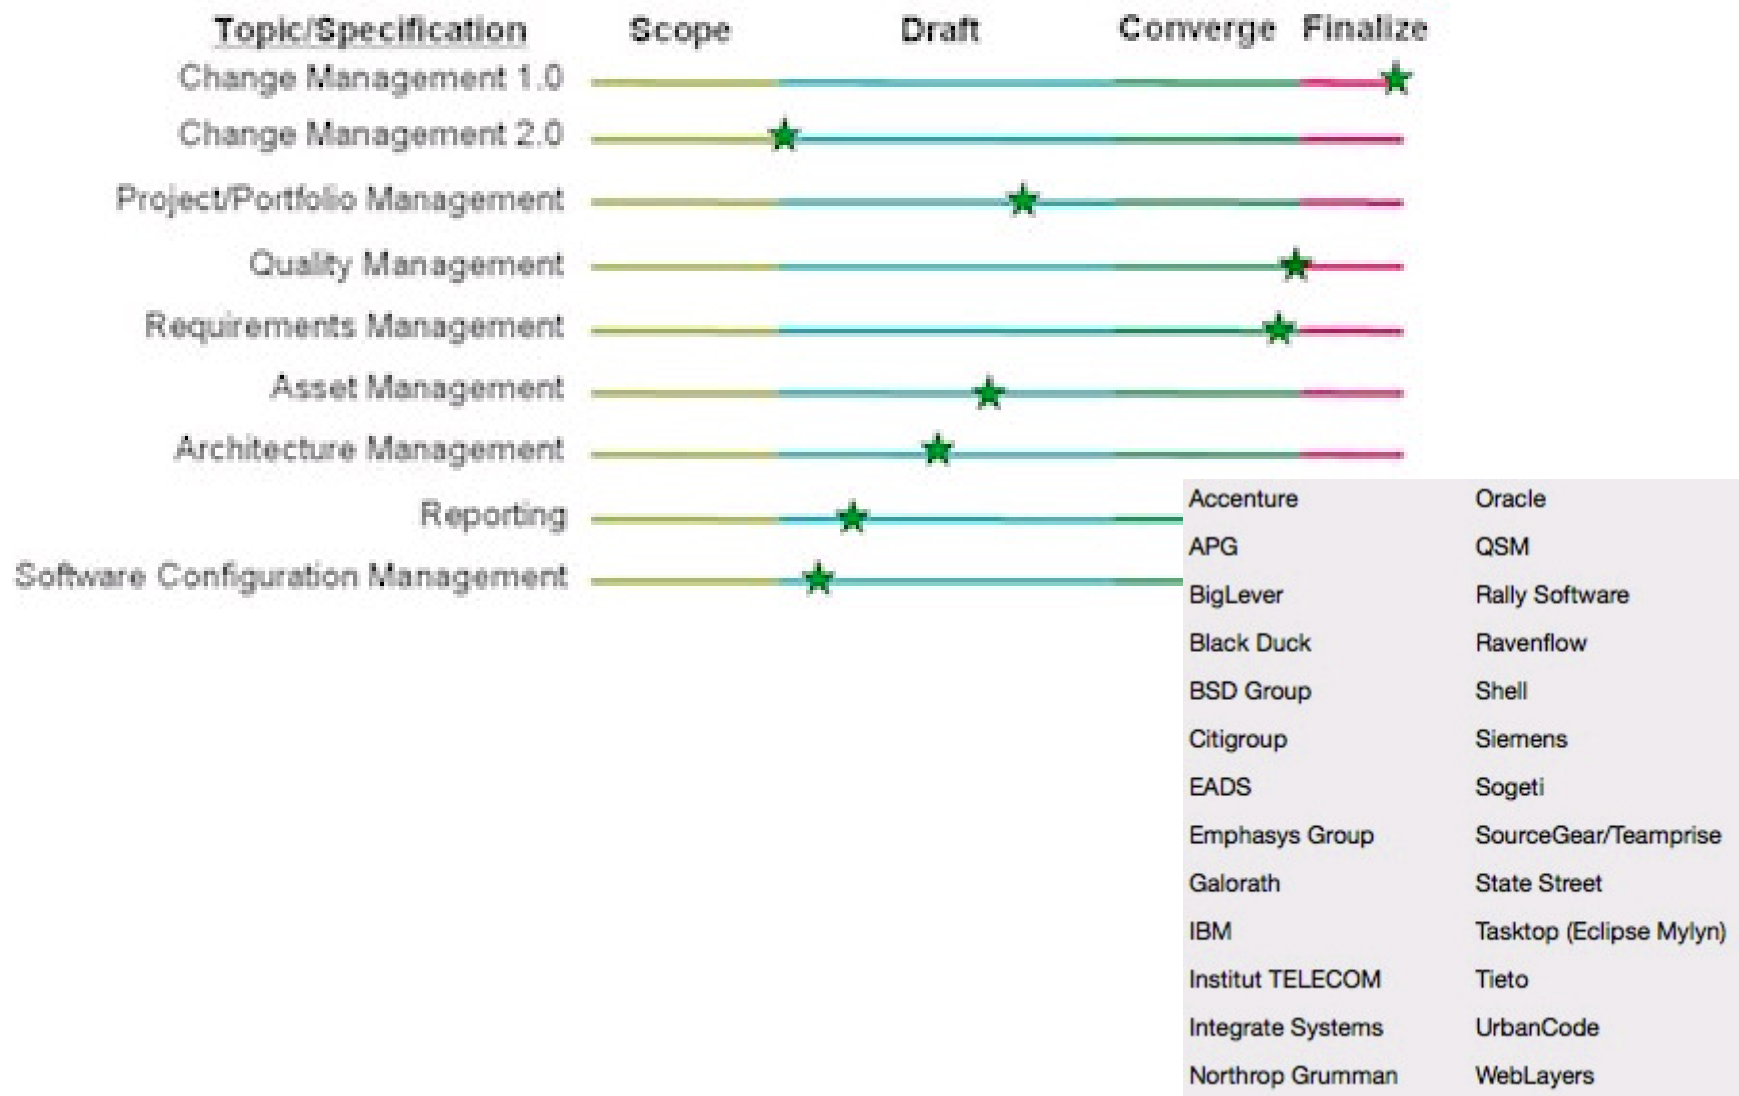 Topic/Specification Scope Draft Converge Finalize
Change Management 1.0
Change Management 2.0
Project/Portfolio Management
Quality Management
Requirements Management
Asset Management
Architecture Management
Reporting
Software Configuration Management
Accenture Oracle
APG QSM
BigLever Rally Software
Black Duck Ravenflow
BSD Group Shell
Citigroup Siemens
EADS Sogeti
Emphasys Group SourceGear/Teamprise
Galorath State Street
IBM Tasktop (Eclipse Mylyn)
Institut TELECOM Tieto
Integrate Systems UrbanCode
Northrop Grumman WebLayers